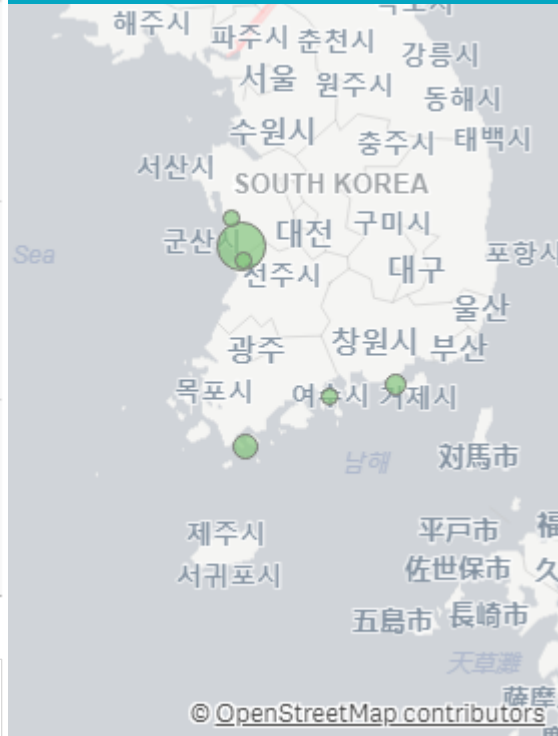 해주시
파주시 춘천시
강릉시
서울 원주시
동해시
수원시
충주시 태백시
서산시
SOUTH KOREA
군산시 대전 구미시
Sea
포항시
전주시 대구
울산
광주 창원시 부산
목포시 여수시 거제시
남해 対馬市
제주시 平戸市 福
서귀포시 佐世保市 久
五島市 長崎市
天草灘
薩摩
© OpenStreetMap contributors